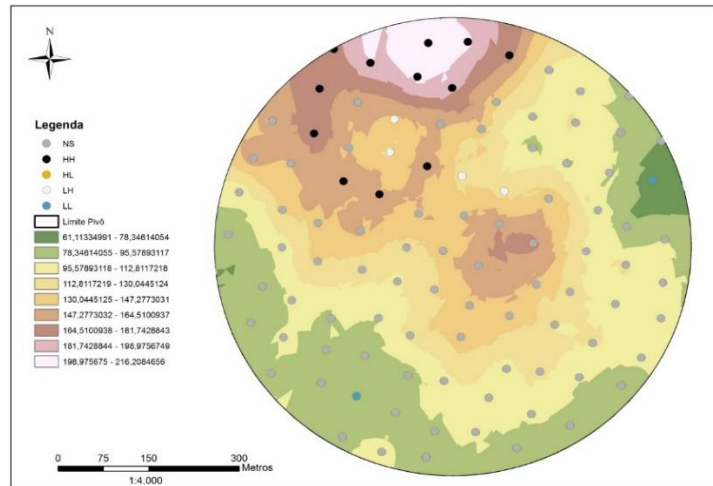 N
Legenda
NS
HH
HL
LH
LL
Limite Pivô
61,11334991 - 78,34614054
78,34614055 - 95,57893117
95,57893118 - 112,8117218
112,8117219 - 130,0445124
130,0445125 - 147,2773031
147,2773032 - 164,5100937
164,5100938 - 181,7428843
181,7428844 - 198,9756749
198,975675 - 216,2084656
0 75 150 300
Metros
1:4.000